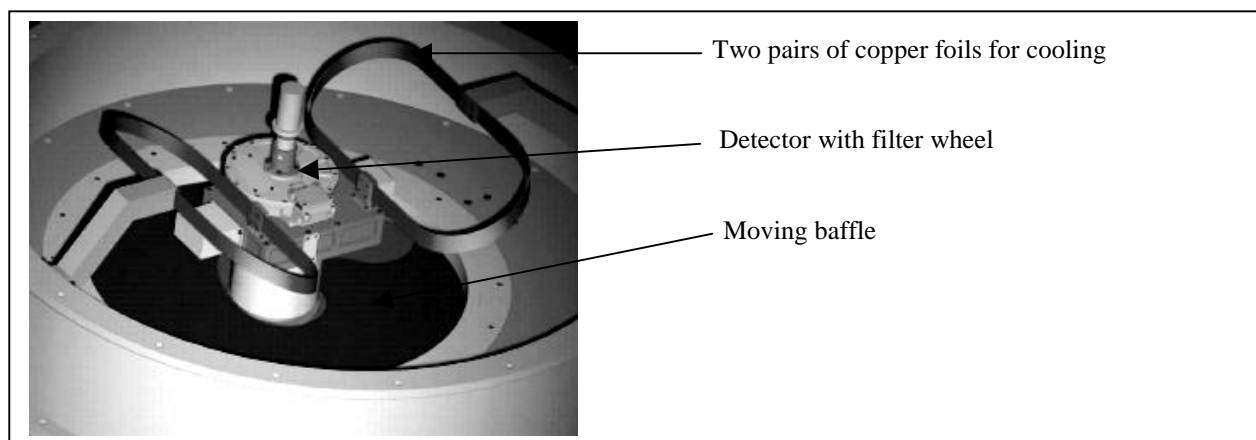 Two pairs of copper foils for cooling
Detector with filter wheel
Moving baffle